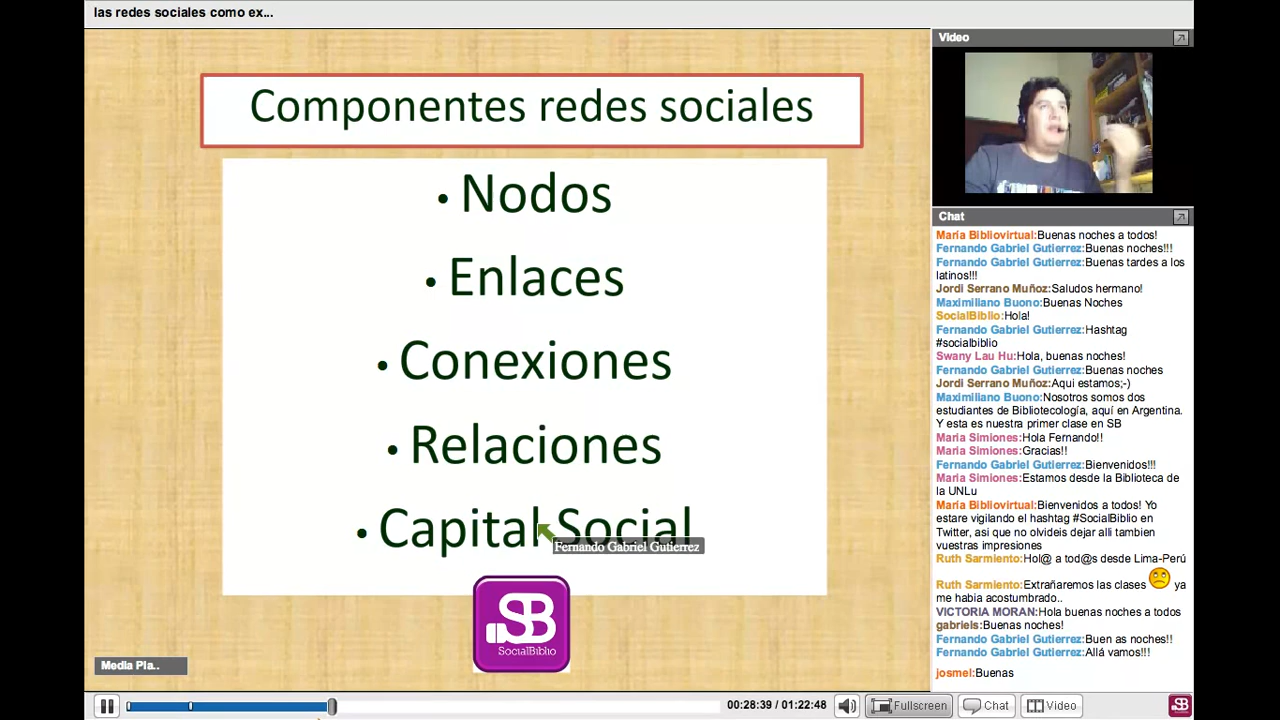 las redes sociales como ex...
Componentes redes sociales
• Nodos
• Enlaces
• Conexiones
• Relaciones
• Capital Social
Fernando Gabriel Gutierrez
SB
SocialBiblio
Media Pla..
Video
Chat
María Bibliovirtual:Buenas noches a todos!
Fernando Gabriel Gutierrez:Buenas noches!!!
Fernando Gabriel Gutierrez:Buenas tardes a los
latinos!!!
Jordi Serrano Muñoz:Saludos hermano!
Maximiliano Buono:Buenas Noches
SocialBiblio:Hola!
Fernando Gabriel Gutierrez:Hashtag
#socialbiblio
Swany Lau Hu:Hola, buenas noches!
Fernando Gabriel Gutierrez:Buenas noches
Jordi Serrano Muñoz:Aqui estamos;-)
Maximiliano Buono:Nosotros somos dos
estudiantes de Bibliotecología, aquí en Argentina.
Y esta es nuestra primer clase en SB
Maria Simiones:Hola Fernando!!
Maria Simiones:Gracias!!
Fernando Gabriel Gutierrez:Bienvenidos!!!
Maria Simiones:Estamos desde la Biblioteca de
la UNLu
María Bibliovirtual:Bienvenidos a todos! Yo
estare vigilando el hashtag #SocialBiblio en
Twitter, asi que no olvideis dejar alli tambien
vuestras impresiones
Ruth Sarmiento:Hol@ a tod@s desde Lima-Perú
Ruth Sarmiento:Extrañaremos las clases ya
me habia acostumbrado..
VICTORIA MORAN:Hola buenas noches a todos
gabriels:Buenas noches!
Fernando Gabriel Gutierrez:Buen as noches!!
Fernando Gabriel Gutierrez:Allá vamos!!!
josmel:Buenas
00:28:39 / 01:22:48
Fullscreen
Chat
Video
SB